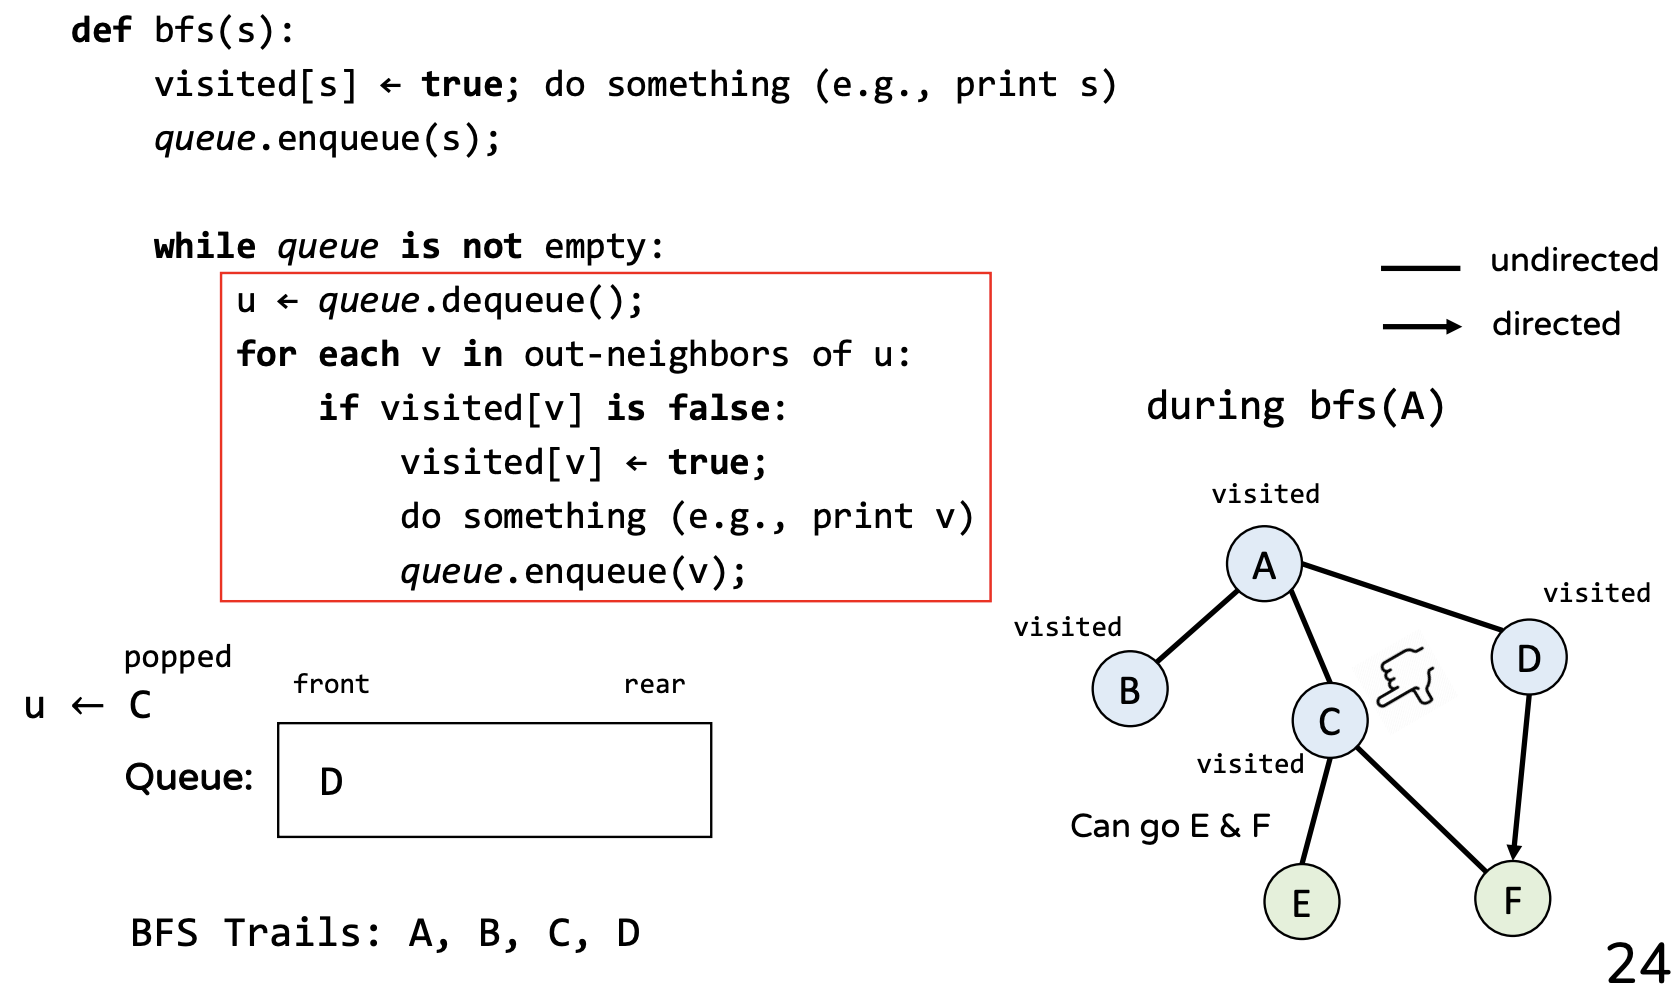 def bfs(s):
visited[s] ← true; do something (e.g., print s)
queue.enqueue(s);
while queue is not empty:
u ← queue.dequeue();
for each v in out-neighbors of u:
if visited[v] is false:
visited[v] ← true;
do something (e.g., print v)
queue.enqueue(v);
undirected
directed
during bfs(A)
visited
A
visited
D
visited
B
C
visited
Can go E & F
E
F
popped
u ← C
front
rear
Queue:
D
BFS Trails: A, B, C, D
24